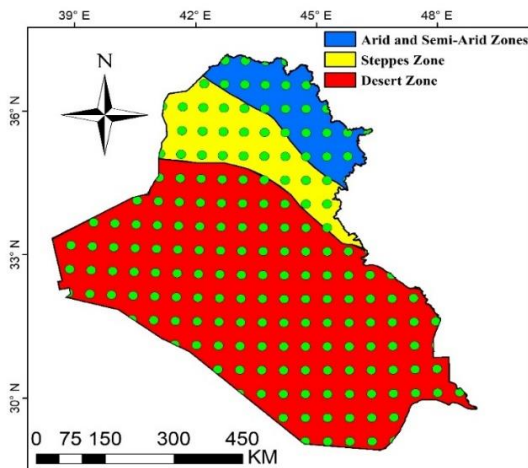 39° E 42° E 45° E 48° E
Arid and Semi-Arid Zones
Steppes Zone
Desert Zone
N
36° N
33° N
30° N
0 75 150 300 450
KM